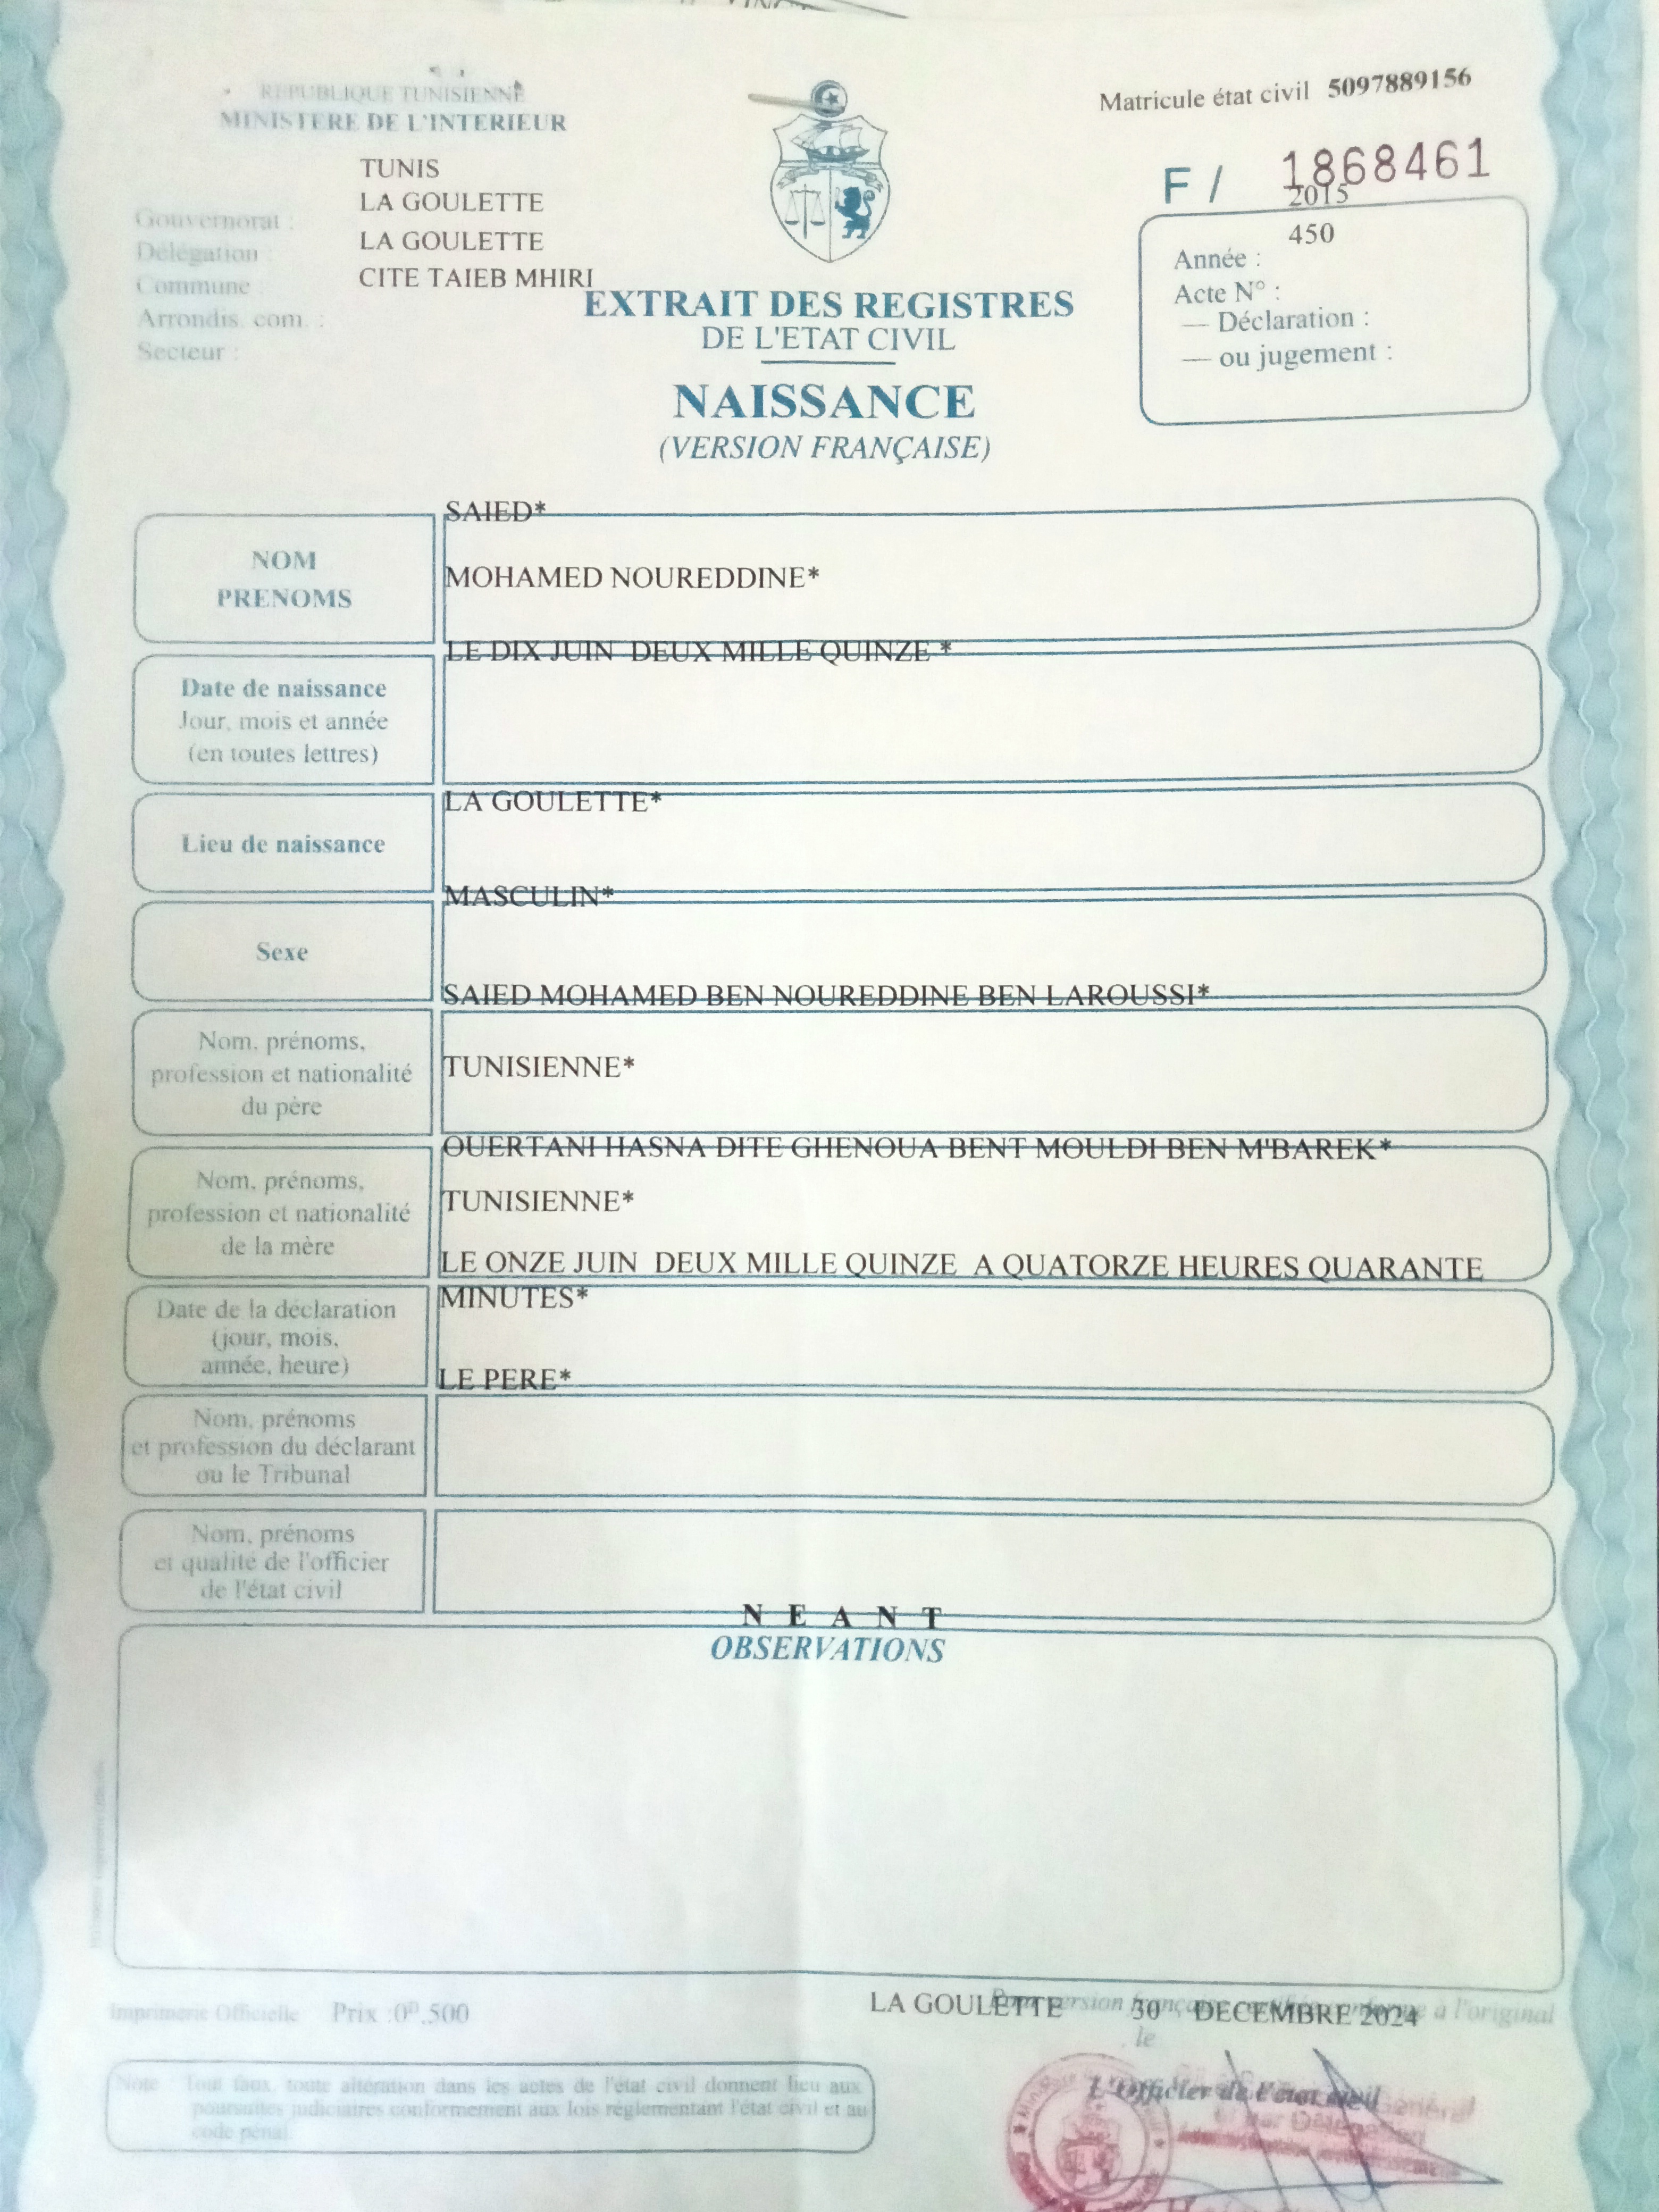 REPUBLIQUE TUNISIENNE
MINISTERE DE L'INTERIEUR
Matricule état civil 5097889156
F / 1868461
TUNIS
LA GOULETTE
LA GOULETTE
CITE TAIEB MHIRI
Gouvernorat :
Délégation :
Commune :
Arrondis. com. :
Secteur :
2015
450
Année :
Acte N° :
— Déclaration :
— ou jugement :
EXTRAIT DES REGISTRES
DE L'ETAT CIVIL
NAISSANCE
(VERSION FRANÇAISE)
SAIED*
NOM
PRENOMS
MOHAMED NOUREDDINE*
LE DIX JUIN DEUX MILLE QUINZE *
Date de naissance
Jour, mois et année
(en toutes lettres)
LA GOULETTE*
Lieu de naissance
MASCULIN*
Sexe
SAIED MOHAMED BEN NOUREDDINE BEN LAROUSSI*
Nom, prénoms,
profession et nationalité
du père
TUNISIENNE*
OUERTANI HASNA DITE GHENOUA BENT MOULDI BEN M'BAREK*
Nom, prénoms,
profession et nationalité
de la mère
TUNISIENNE*
LE ONZE JUIN DEUX MILLE QUINZE A QUATORZE HEURES QUARANTE
MINUTES*
Date de la déclaration
(jour, mois,
année, heure)
LE PERE*
Nom, prénoms
et profession du déclarant
ou le Tribunal
Nom, prénoms
et qualité de l'officier
de l'état civil
N E A N T
OBSERVATIONS
Imprimerie Officielle Prix :0ᴰ.500
Pour version française certifiée conforme à l'original
LA GOULETTE 30 DECEMBRE 2024
le
L'Officier de l'état civil
Note : Tout faux, toute altération dans les actes de l'état civil donnent lieu aux
poursuites judiciaires conformement aux lois réglementant l'état civil et au
code pénal.